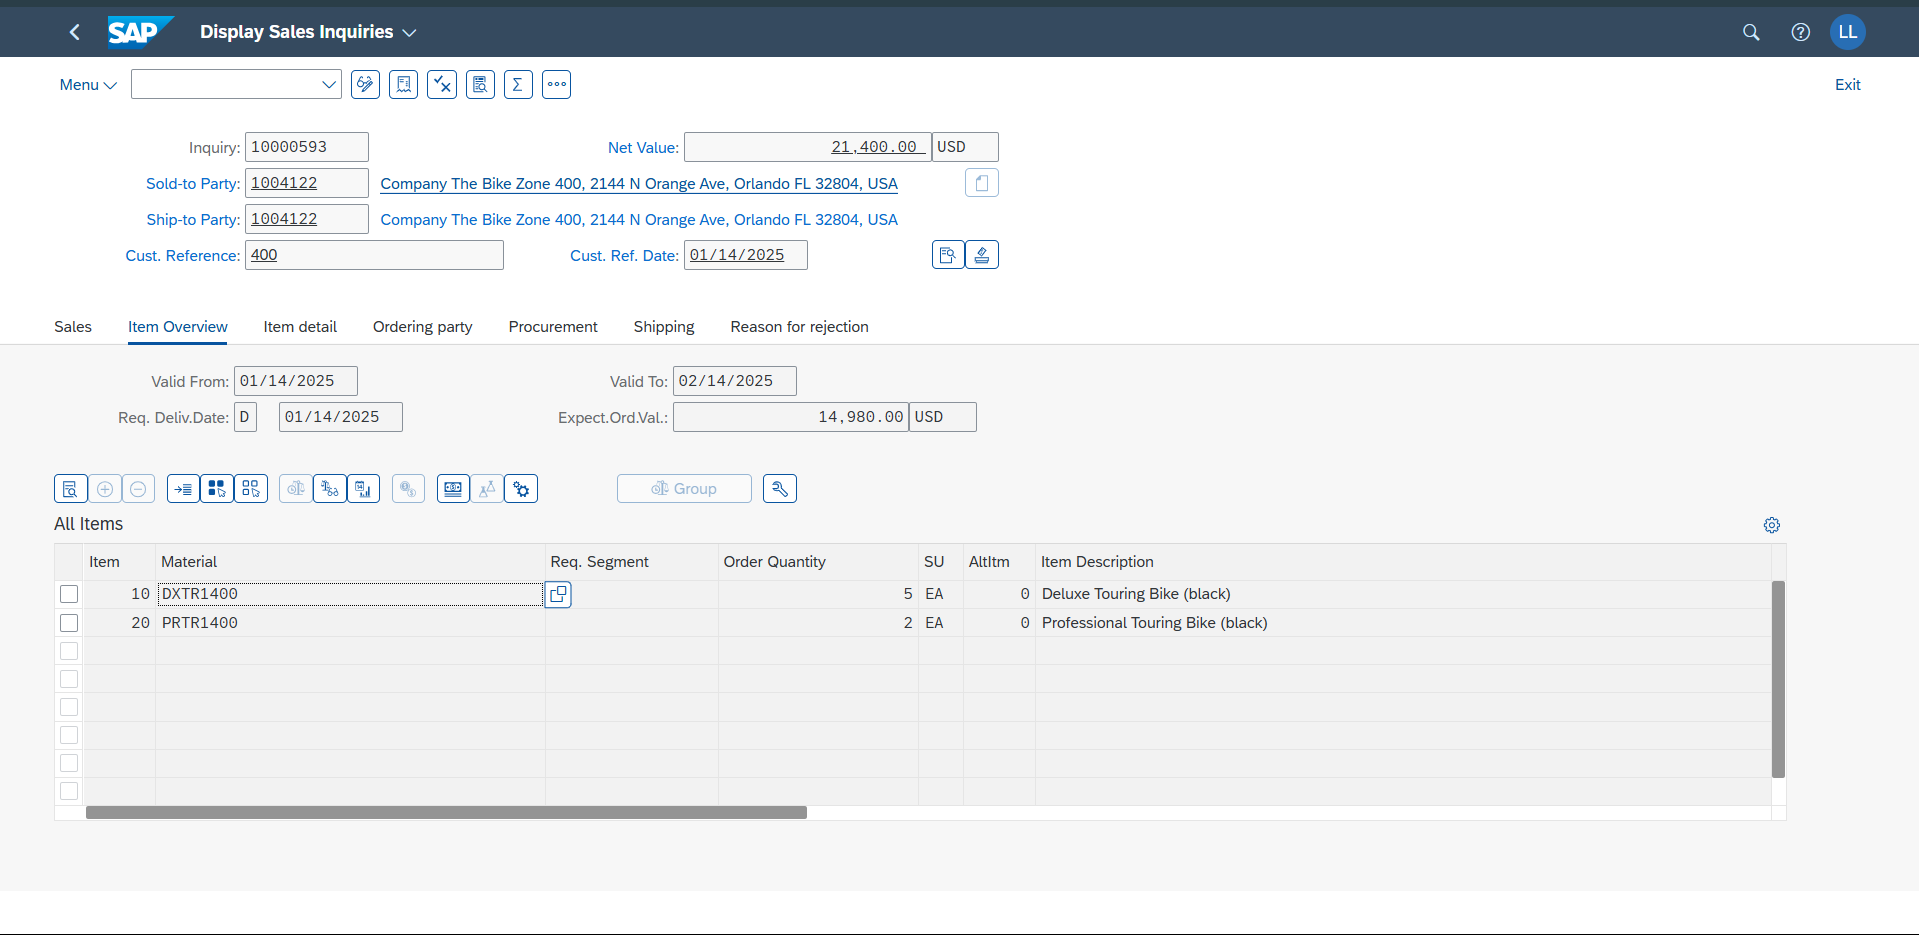 SAP Display Sales Inquiries LL
Menu Exit
Inquiry: 10000593 Net Value: 21,400.00 USD
Sold-to Party: 1004122 Company The Bike Zone 400, 2144 N Orange Ave, Orlando FL 32804, USA
Ship-to Party: 1004122 Company The Bike Zone 400, 2144 N Orange Ave, Orlando FL 32804, USA
Cust. Reference: 400 Cust. Ref. Date: 01/14/2025
Sales Item Overview Item detail Ordering party Procurement Shipping Reason for rejection
Valid From: 01/14/2025 Valid To: 02/14/2025
Req. Deliv.Date: D 01/14/2025 Expect.Ord.Val.: 14,980.00 USD
Group
All Items
Item Material Req. Segment Order Quantity SU AltItm Item Description
10 DXTR1400 5 EA 0 Deluxe Touring Bike (black)
20 PRTR1400 2 EA 0 Professional Touring Bike (black)